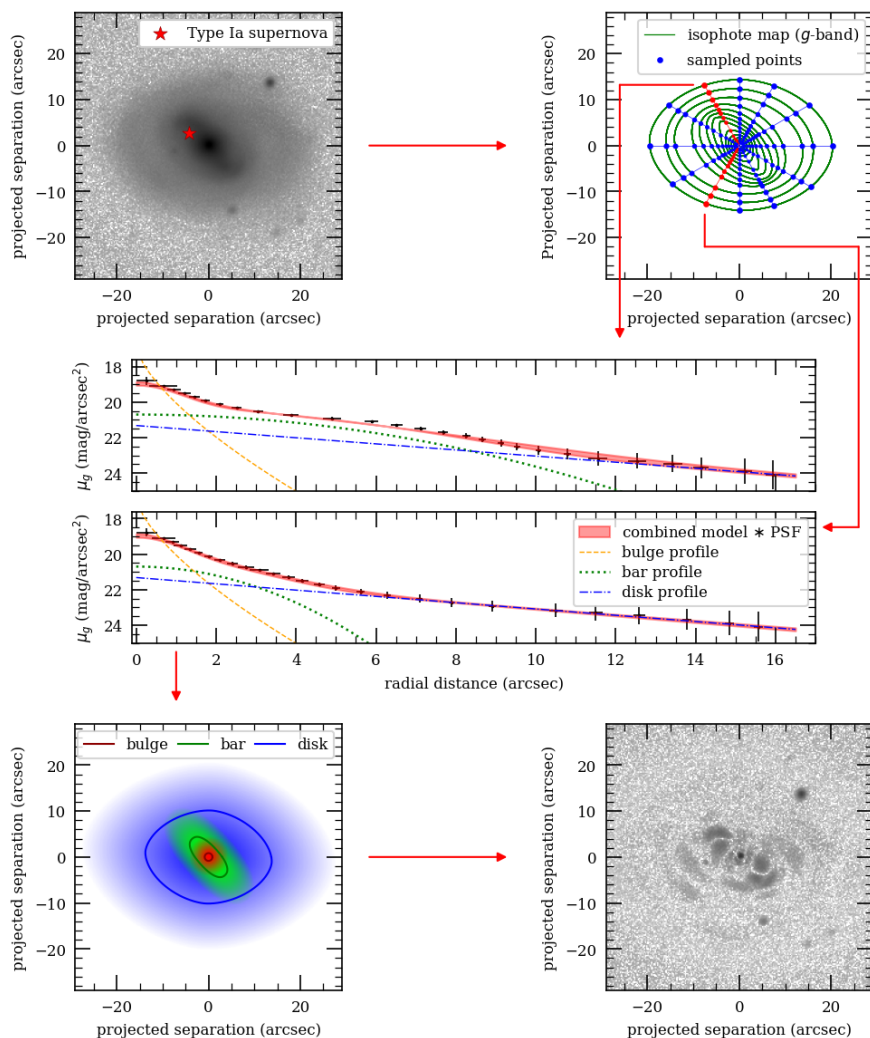 Type Ia supernova
projected separation (arcsec)
20
10
0
−10
−20
−20 0 20
projected separation (arcsec)
isophote map (g-band)
sampled points
Projected separation (arcsec)
20
10
0
−10
−20
−20 0 20
Projected separation (arcsec)
μg (mag/arcsec²)
18
20
22
24
μg (mag/arcsec²)
18
20
22
24
combined model ∗ PSF
bulge profile
bar profile
disk profile
0 2 4 6 8 10 12 14 16
radial distance (arcsec)
bulge bar disk
projected separation (arcsec)
20
10
0
−10
−20
−20 0 20
projected separation (arcsec)
projected separation (arcsec)
20
10
0
−10
−20
−20 0 20
projected separation (arcsec)